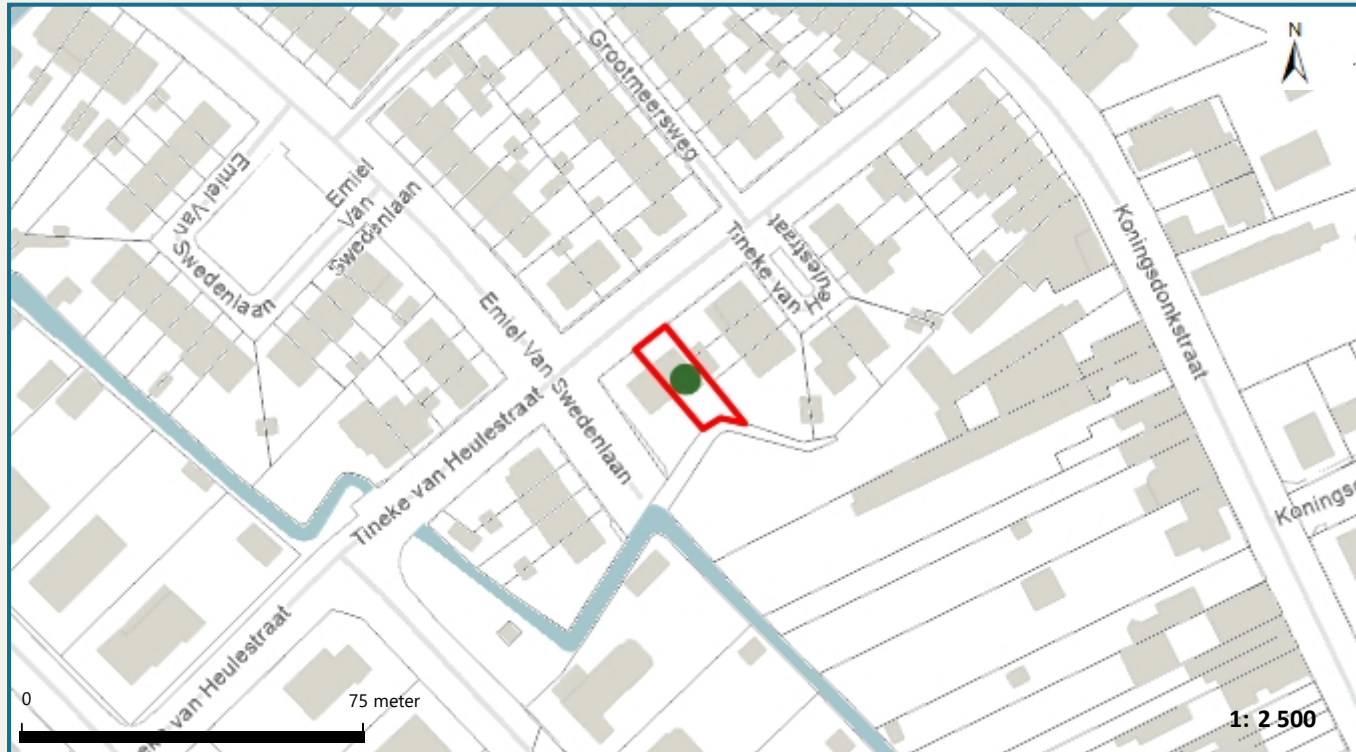 N
Grootmeersweg
Emiel Van
Swedenlaan
Emiel
Van
Swedenlaan
Tineke van
Heulestraat
Koningsdonkstraat
Emiel Van Swedenlaan
Tineke van Heulestraat
van Heulestraat
0
75 meter
1: 2 500